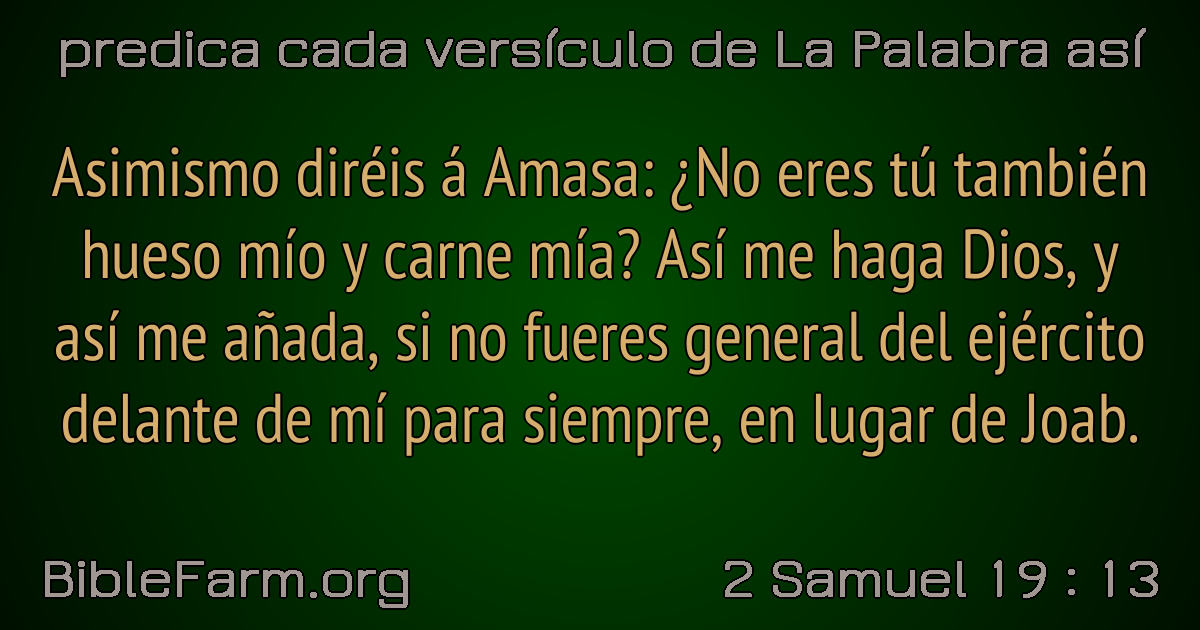 predica cada versículo de La Palabra así
Asimismo diréis á Amasa: ¿No eres tú también
hueso mío y carne mía? Así me haga Dios, y
así me añada, si no fueres general del ejército
delante de mí para siempre, en lugar de Joab.
BibleFarm.org
2 Samuel 19 : 13